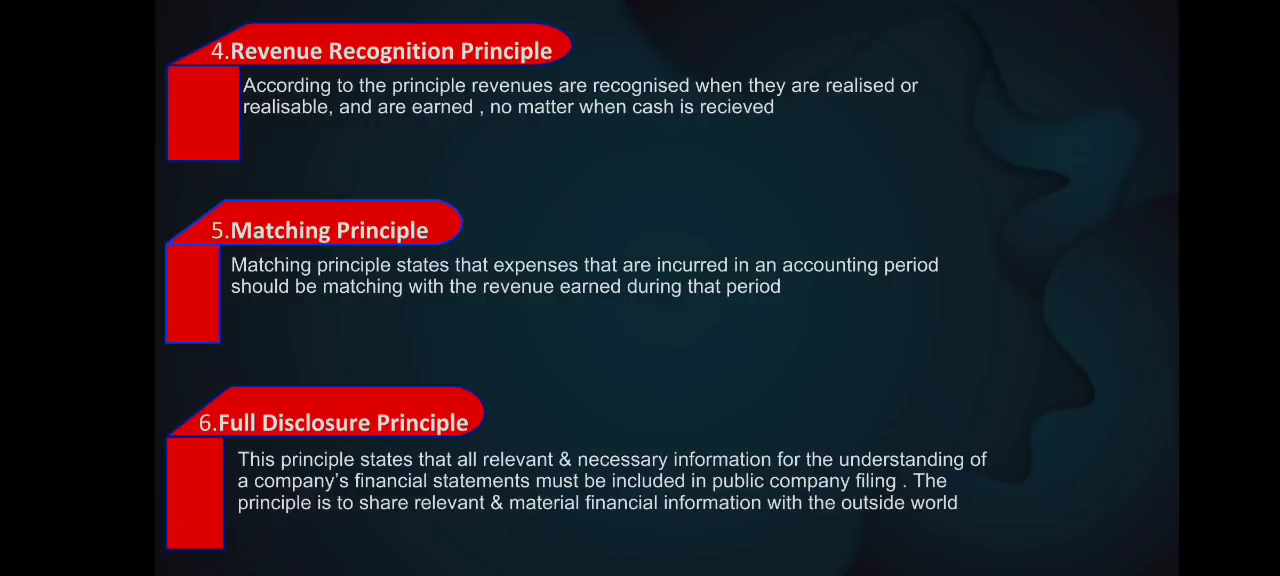 4.Revenue Recognition Principle
According to the principle revenues are recognised when they are realised or
realisable, and are earned , no matter when cash is recieved
5.Matching Principle
Matching principle states that expenses that are incurred in an accounting period
should be matching with the revenue earned during that period
6.Full Disclosure Principle
This principle states that all relevant & necessary information for the understanding of
a company's financial statements must be included in public company filing . The
principle is to share relevant & material financial information with the outside world